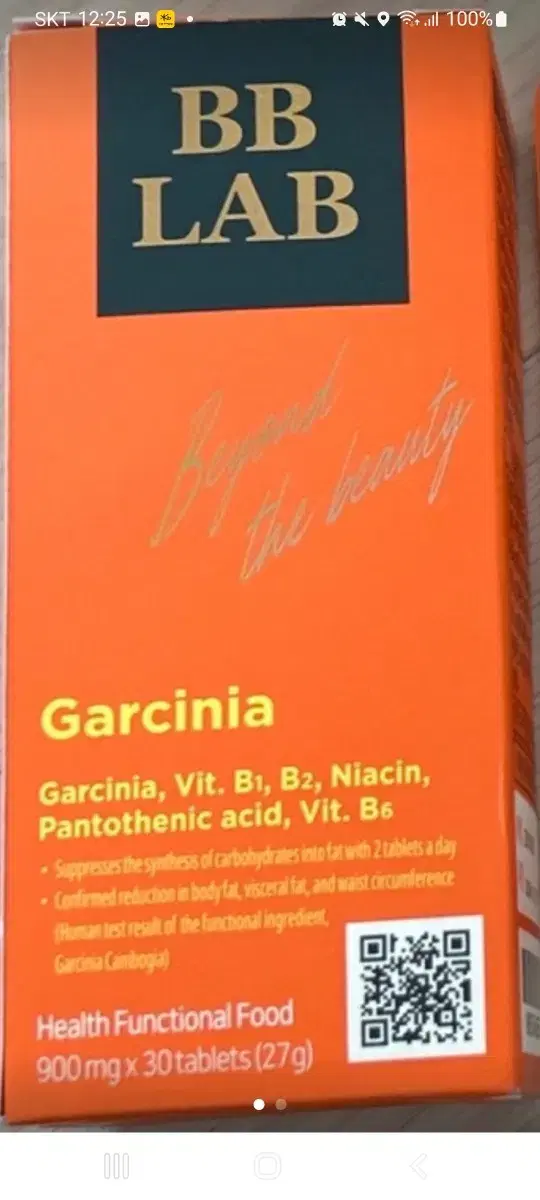 SKT 12:25
100%
BB
LAB
Beyond
the beauty
Garcinia
Garcinia, Vit. B1, B2, Niacin,
Pantothenic acid, Vit. B6
• Suppresses the synthesis of carbohydrates into fat with 2 tablets a day
• Confirmed reduction in body fat, visceral fat, and waist circumference
(Human test result of the functional ingredient,
Garcinia Cambogia)
Health Functional Food
900 mg x 30 tablets (27g)